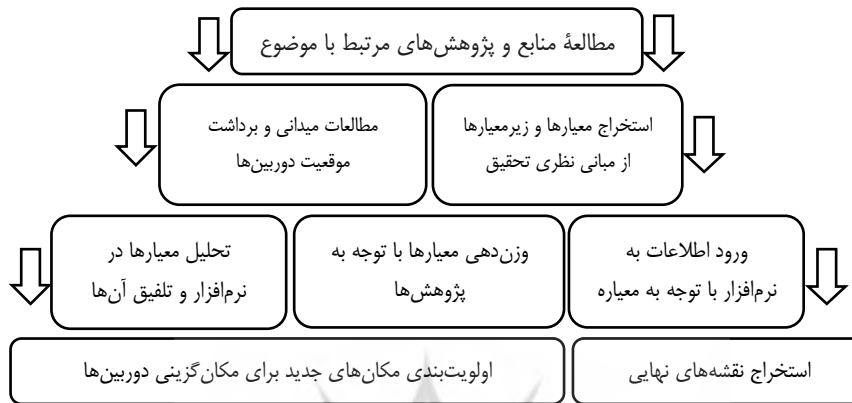 مطالعهٔ منابع و پژوهش‌های مرتبط با موضوع
استخراج معیارها و زیرمعیارها
از مبانی نظری تحقیق
مطالعات میدانی و برداشت
موقعیت دوربین‌ها
ورود اطلاعات به
نرم‌افزار با توجه به معیاره
وزن‌دهی معیارها با توجه به
پژوهش‌ها
تحلیل معیارها در
نرم‌افزار و تلفیق آن‌ها
استخراج نقشه‌های نهایی
اولویت‌بندی مکان‌های جدید برای مکان‌گزینی دوربین‌ها